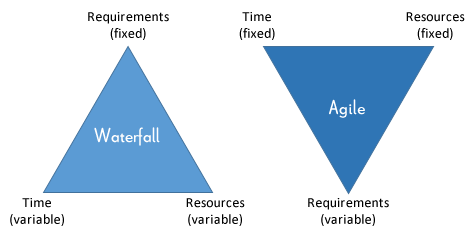 Requirements
(fixed)
Waterfall
Time
(variable)
Resources
(variable)
Time
(fixed)
Resources
(fixed)
Agile
Requirements
(variable)